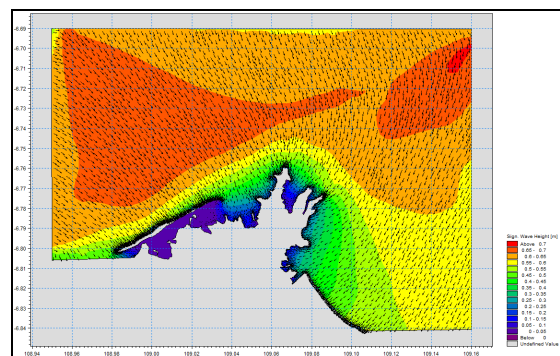 -6.69
-6.70
-6.71
-6.72
-6.73
-6.74
-6.75
-6.76
-6.77
-6.78
-6.79
-6.80
-6.81
-6.82
-6.83
-6.84
108.94 108.96 108.98 109.00 109.02 109.04 109.06 109.08 109.10 109.12 109.14 109.16
Sign. Wave Height [m]
Above 0.7
0.65 - 0.7
0.6 - 0.65
0.55 - 0.6
0.5 - 0.55
0.45 - 0.5
0.4 - 0.45
0.35 - 0.4
0.3 - 0.35
0.25 - 0.3
0.2 - 0.25
0.15 - 0.2
0.1 - 0.15
0.05 - 0.1
0 - 0.05
Below 0
Undefined Value